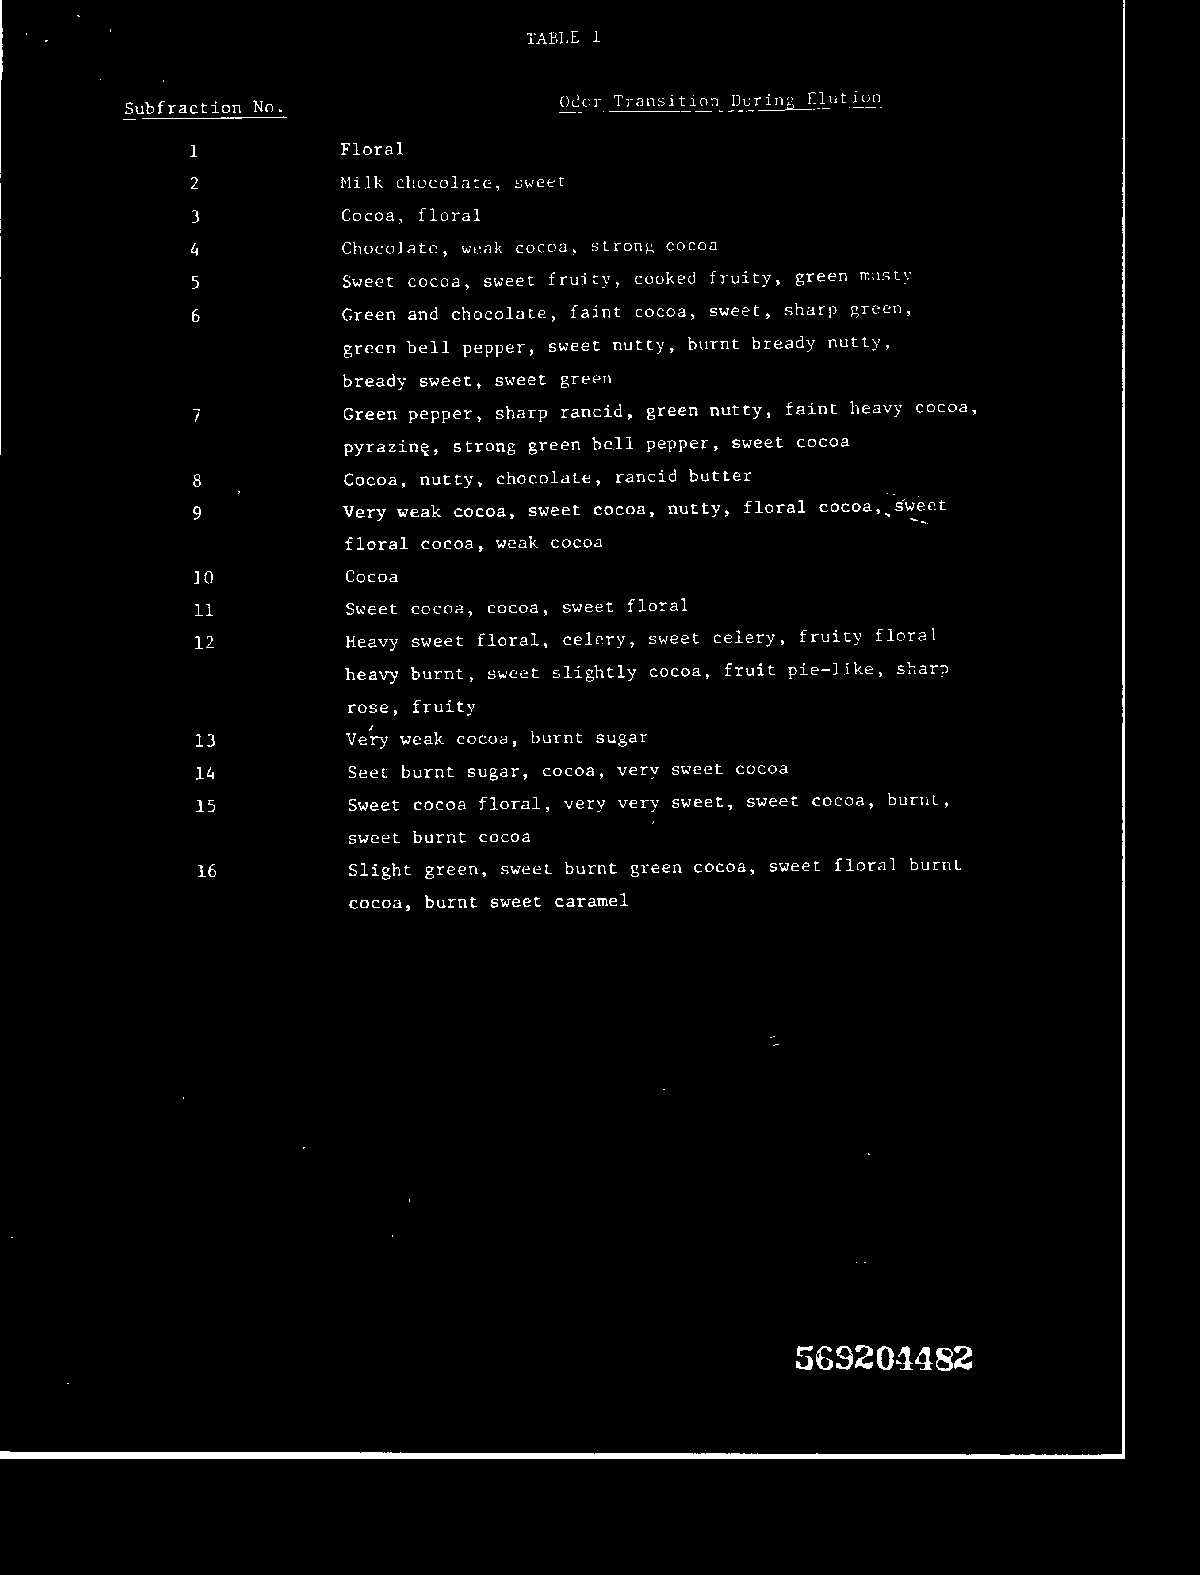 TABLE 1
Subfraction No. Odor Transition During Elution
1 Floral
2 Milk chocolate, sweet
3 Cocoa, floral
4 Chocolate, weak cocoa, strong cocoa
5 Sweet cocoa, sweet fruity, cooked fruity, green musty
6 Green and chocolate, faint cocoa, sweet, sharp green,
green bell pepper, sweet nutty, burnt bready nutty,
bready sweet, sweet green
7 Green pepper, sharp rancid, green nutty, faint heavy cocoa,
pyrazine, strong green bell pepper, sweet cocoa
8 Cocoa, nutty, chocolate, rancid butter
9 Very weak cocoa, sweet cocoa, nutty, floral cocoa, sweet
floral cocoa, weak cocoa
10 Cocoa
11 Sweet cocoa, cocoa, sweet floral
12 Heavy sweet floral, celery, sweet celery, fruity floral
heavy burnt, sweet slightly cocoa, fruit pie-like, sharp
rose, fruity
13 Very weak cocoa, burnt sugar
14 Seet burnt sugar, cocoa, very sweet cocoa
15 Sweet cocoa floral, very very sweet, sweet cocoa, burnt,
sweet burnt cocoa
16 Slight green, sweet burnt green cocoa, sweet floral burnt
cocoa, burnt sweet caramel
569204482